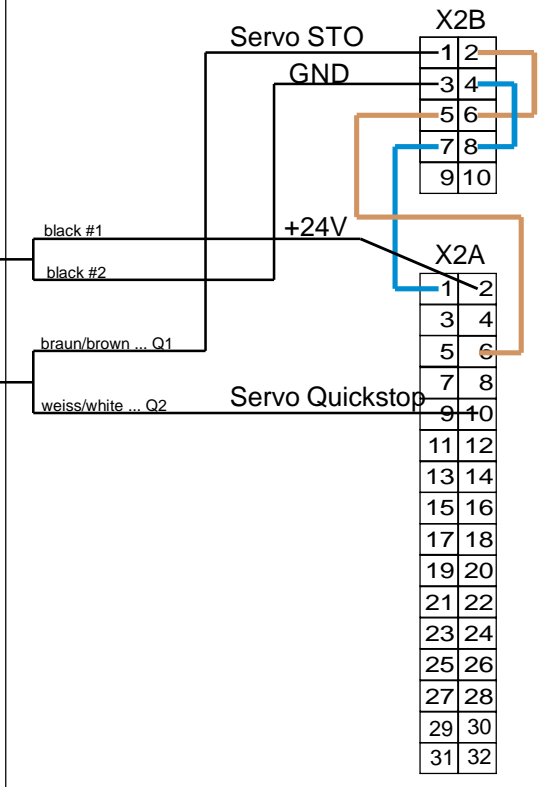 X2B
Servo STO
1 2
GND
3 4
5 6
7 8
9 10
black #1
+24V
X2A
black #2
1 2
3 4
braun/brown ... Q1
5 6
7 8
weiss/white ... Q2
Servo Quickstop
9 10
11 12
13 14
15 16
17 18
19 20
21 22
23 24
25 26
27 28
29 30
31 32